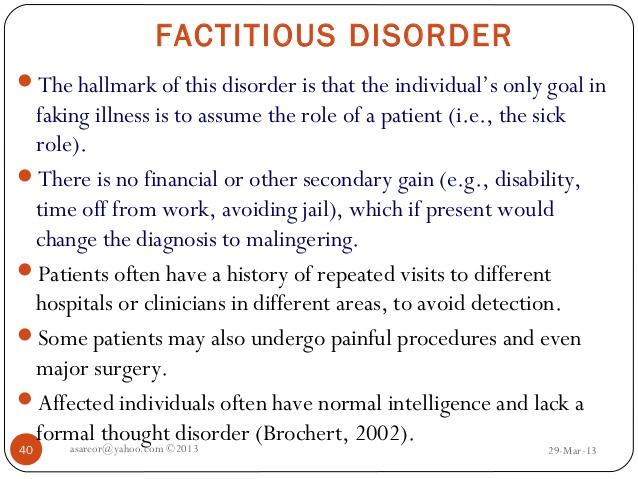 FACTITIOUS DISORDER
The hallmark of this disorder is that the individual’s only goal in
faking illness is to assume the role of a patient (i.e., the sick
role).
There is no financial or other secondary gain (e.g., disability,
time off from work, avoiding jail), which if present would
change the diagnosis to malingering.
Patients often have a history of repeated visits to different
hospitals or clinicians in different areas, to avoid detection.
Some patients may also undergo painful procedures and even
major surgery.
Affected individuals often have normal intelligence and lack a
formal thought disorder (Brochert, 2002).
40 asareor@yahoo.com ©2013 29-Mar-13